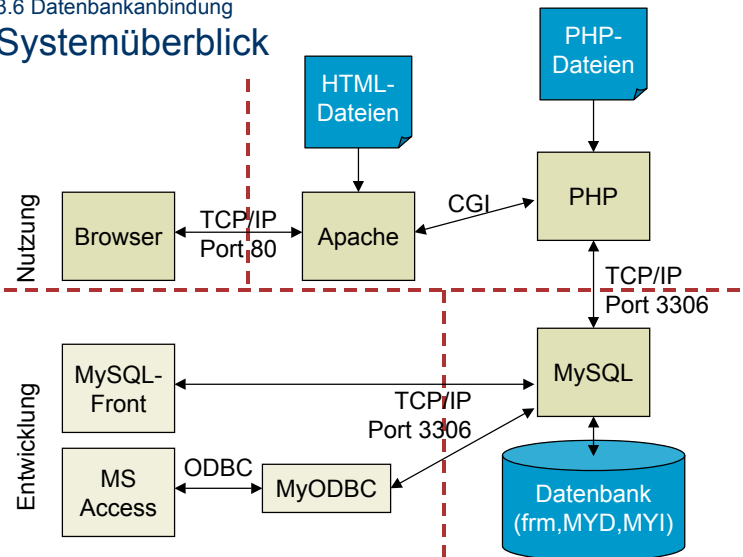 3.6 Datenbankanbindung
Systemüberblick
PHP-
Dateien
HTML-
Dateien
Nutzung
Browser
TCP/IP
Port 80
Apache
CGI
PHP
TCP/IP
Port 3306
Entwicklung
MySQL-
Front
TCP/IP
Port 3306
MySQL
MS
Access
ODBC
MyODBC
Datenbank
(frm,MYD,MYI)